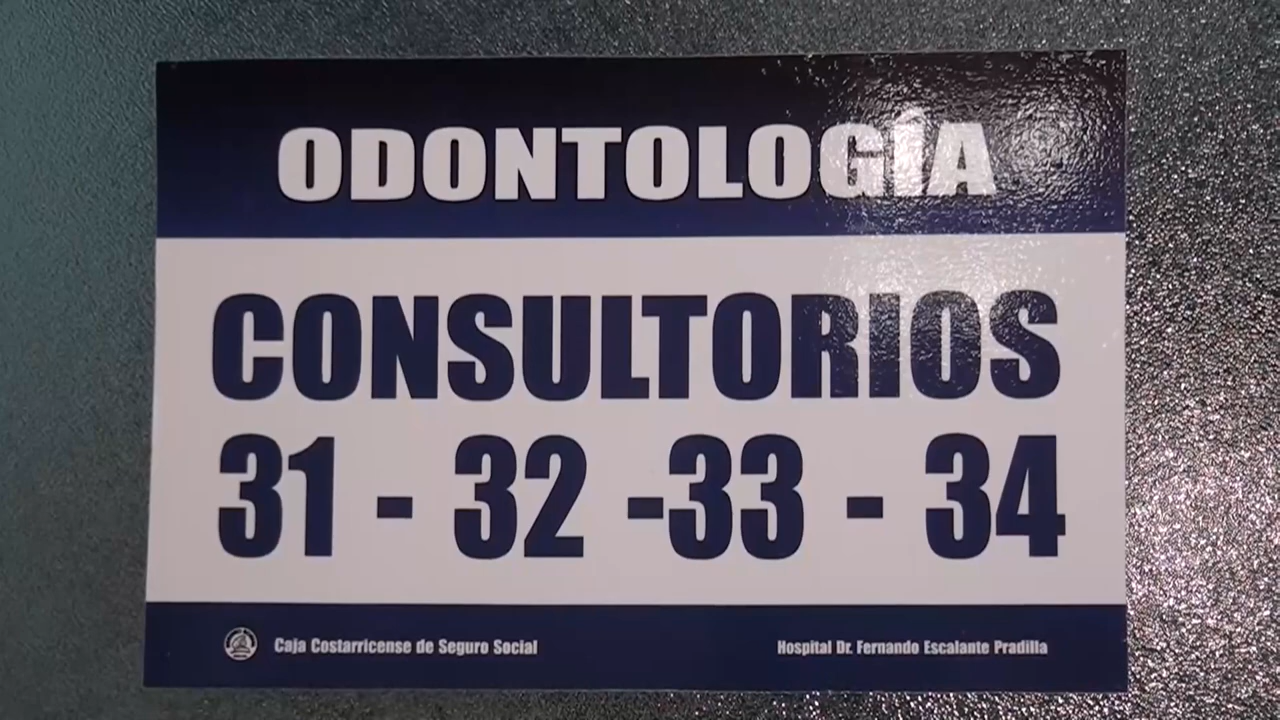 ODONTOLOGÍA
CONSULTORIOS
31 - 32 -33 - 34
Caja Costarricense de Seguro Social
Hospital Dr. Fernando Escalante Pradilla